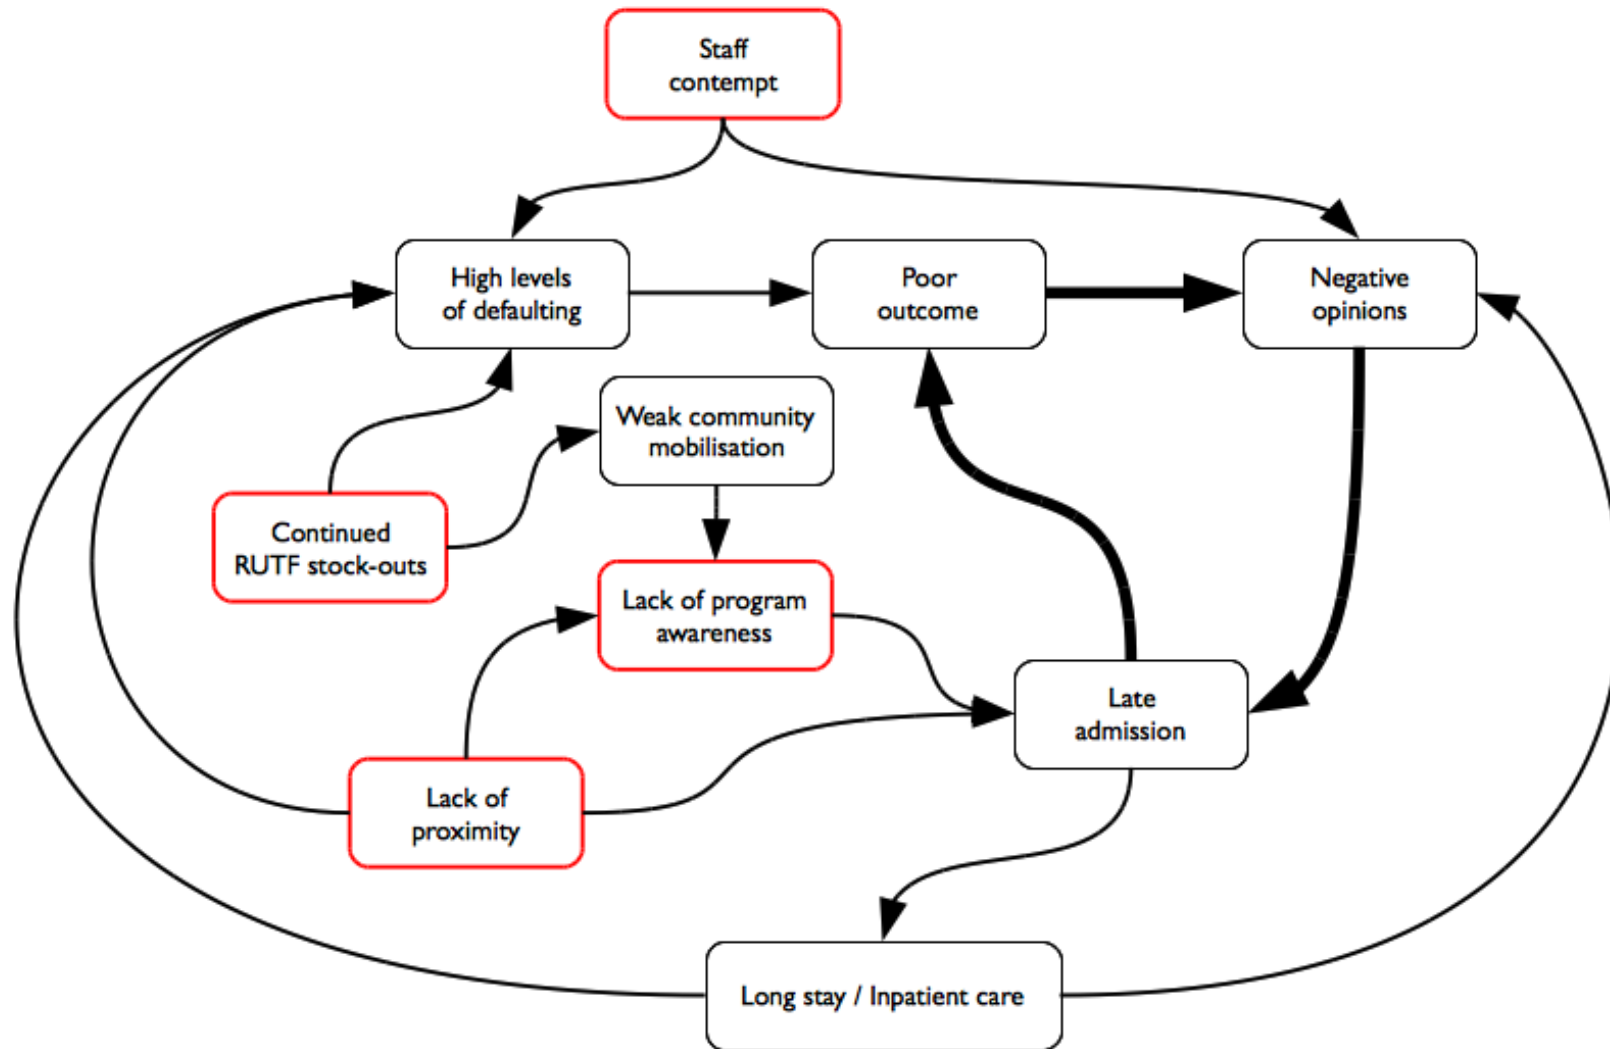 Staff
contempt
High levels
of defaulting
Poor
outcome
Negative
opinions
Weak community
mobilisation
Continued
RUTF stock-outs
Lack of program
awareness
Late
admission
Lack of
proximity
Long stay / Inpatient care